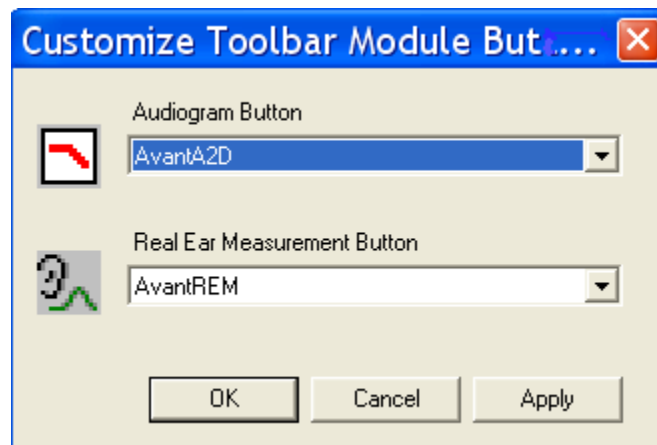 Customize Toolbar Module But....
Audiogram Button
AvantA2D
Real Ear Measurement Button
AvantREM
OK Cancel Apply